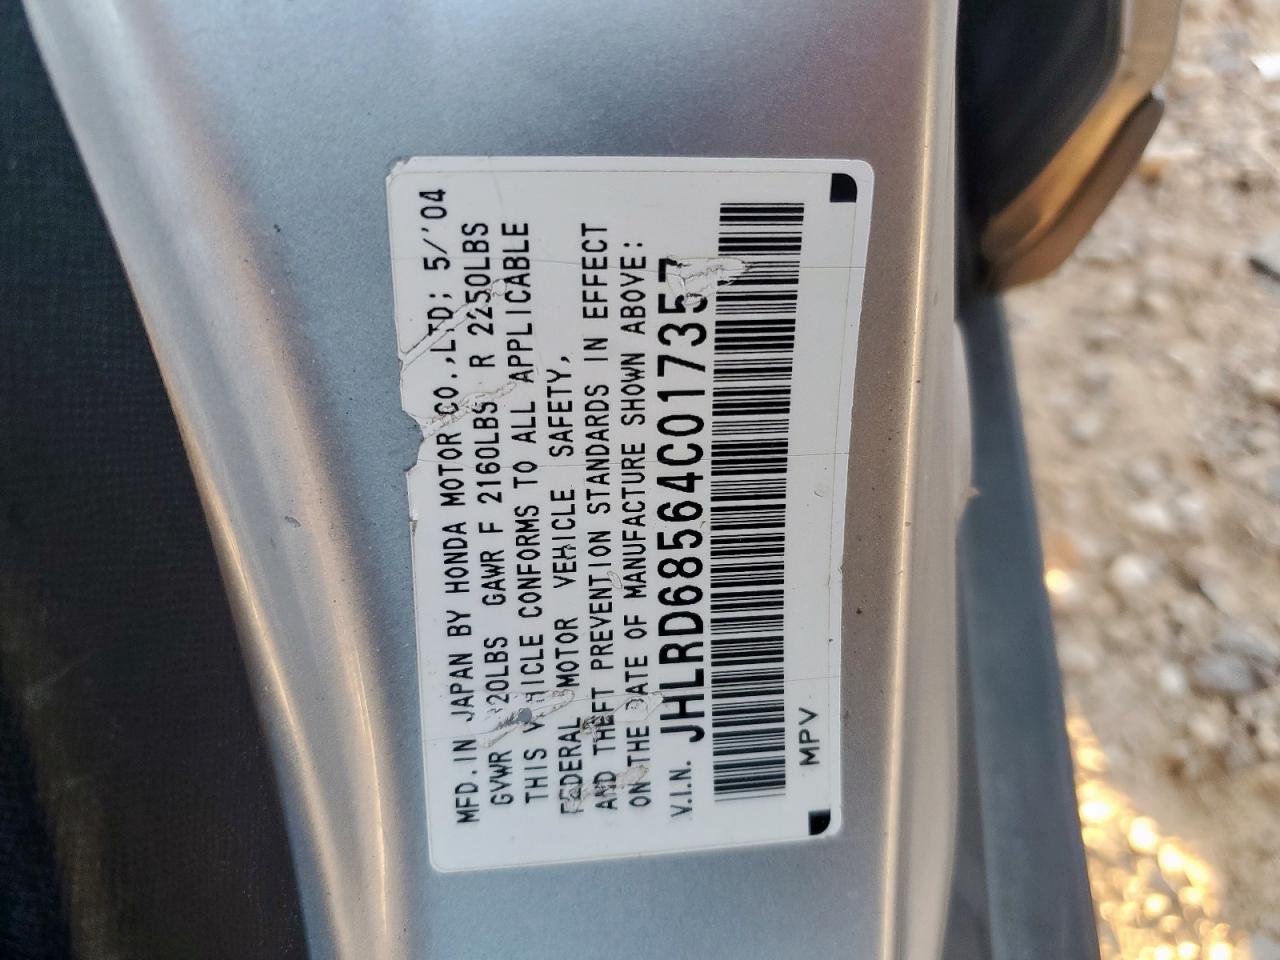 MFD. IN JAPAN BY HONDA MOTOR CO.,LTD; 5/'04
GVWR 20LBS GAWR F 2160LBS R 2250LBS
THIS VEHICLE CONFORMS TO ALL APPLICABLE
FEDERAL MOTOR VEHICLE SAFETY,
AND THEFT PREVENTION STANDARDS IN EFFECT
ON THE DATE OF MANUFACTURE SHOWN ABOVE:
V.I.N. JHLRD68564C017357
MPV